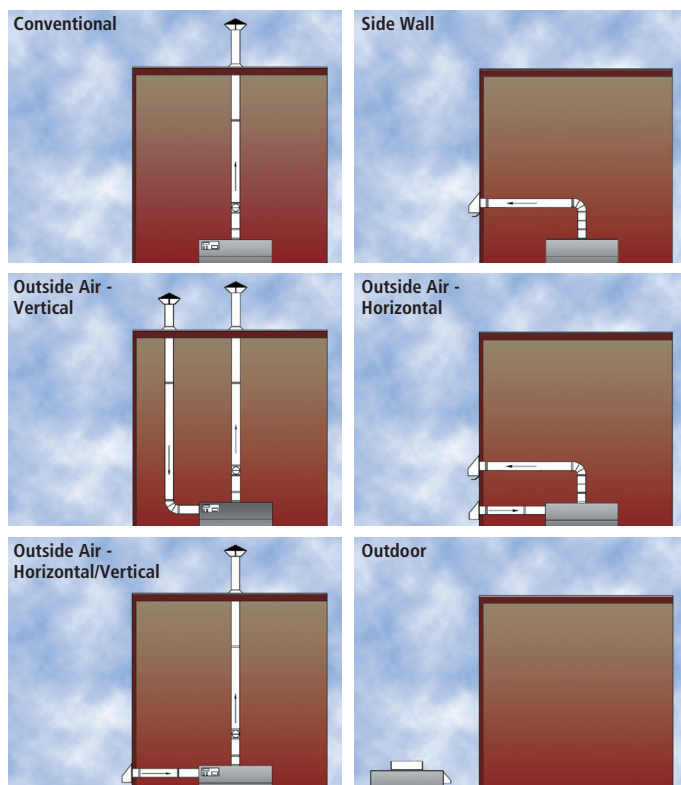 Conventional
Side Wall
Outside Air -
Vertical
Outside Air -
Horizontal
Outside Air -
Horizontal/Vertical
Outdoor